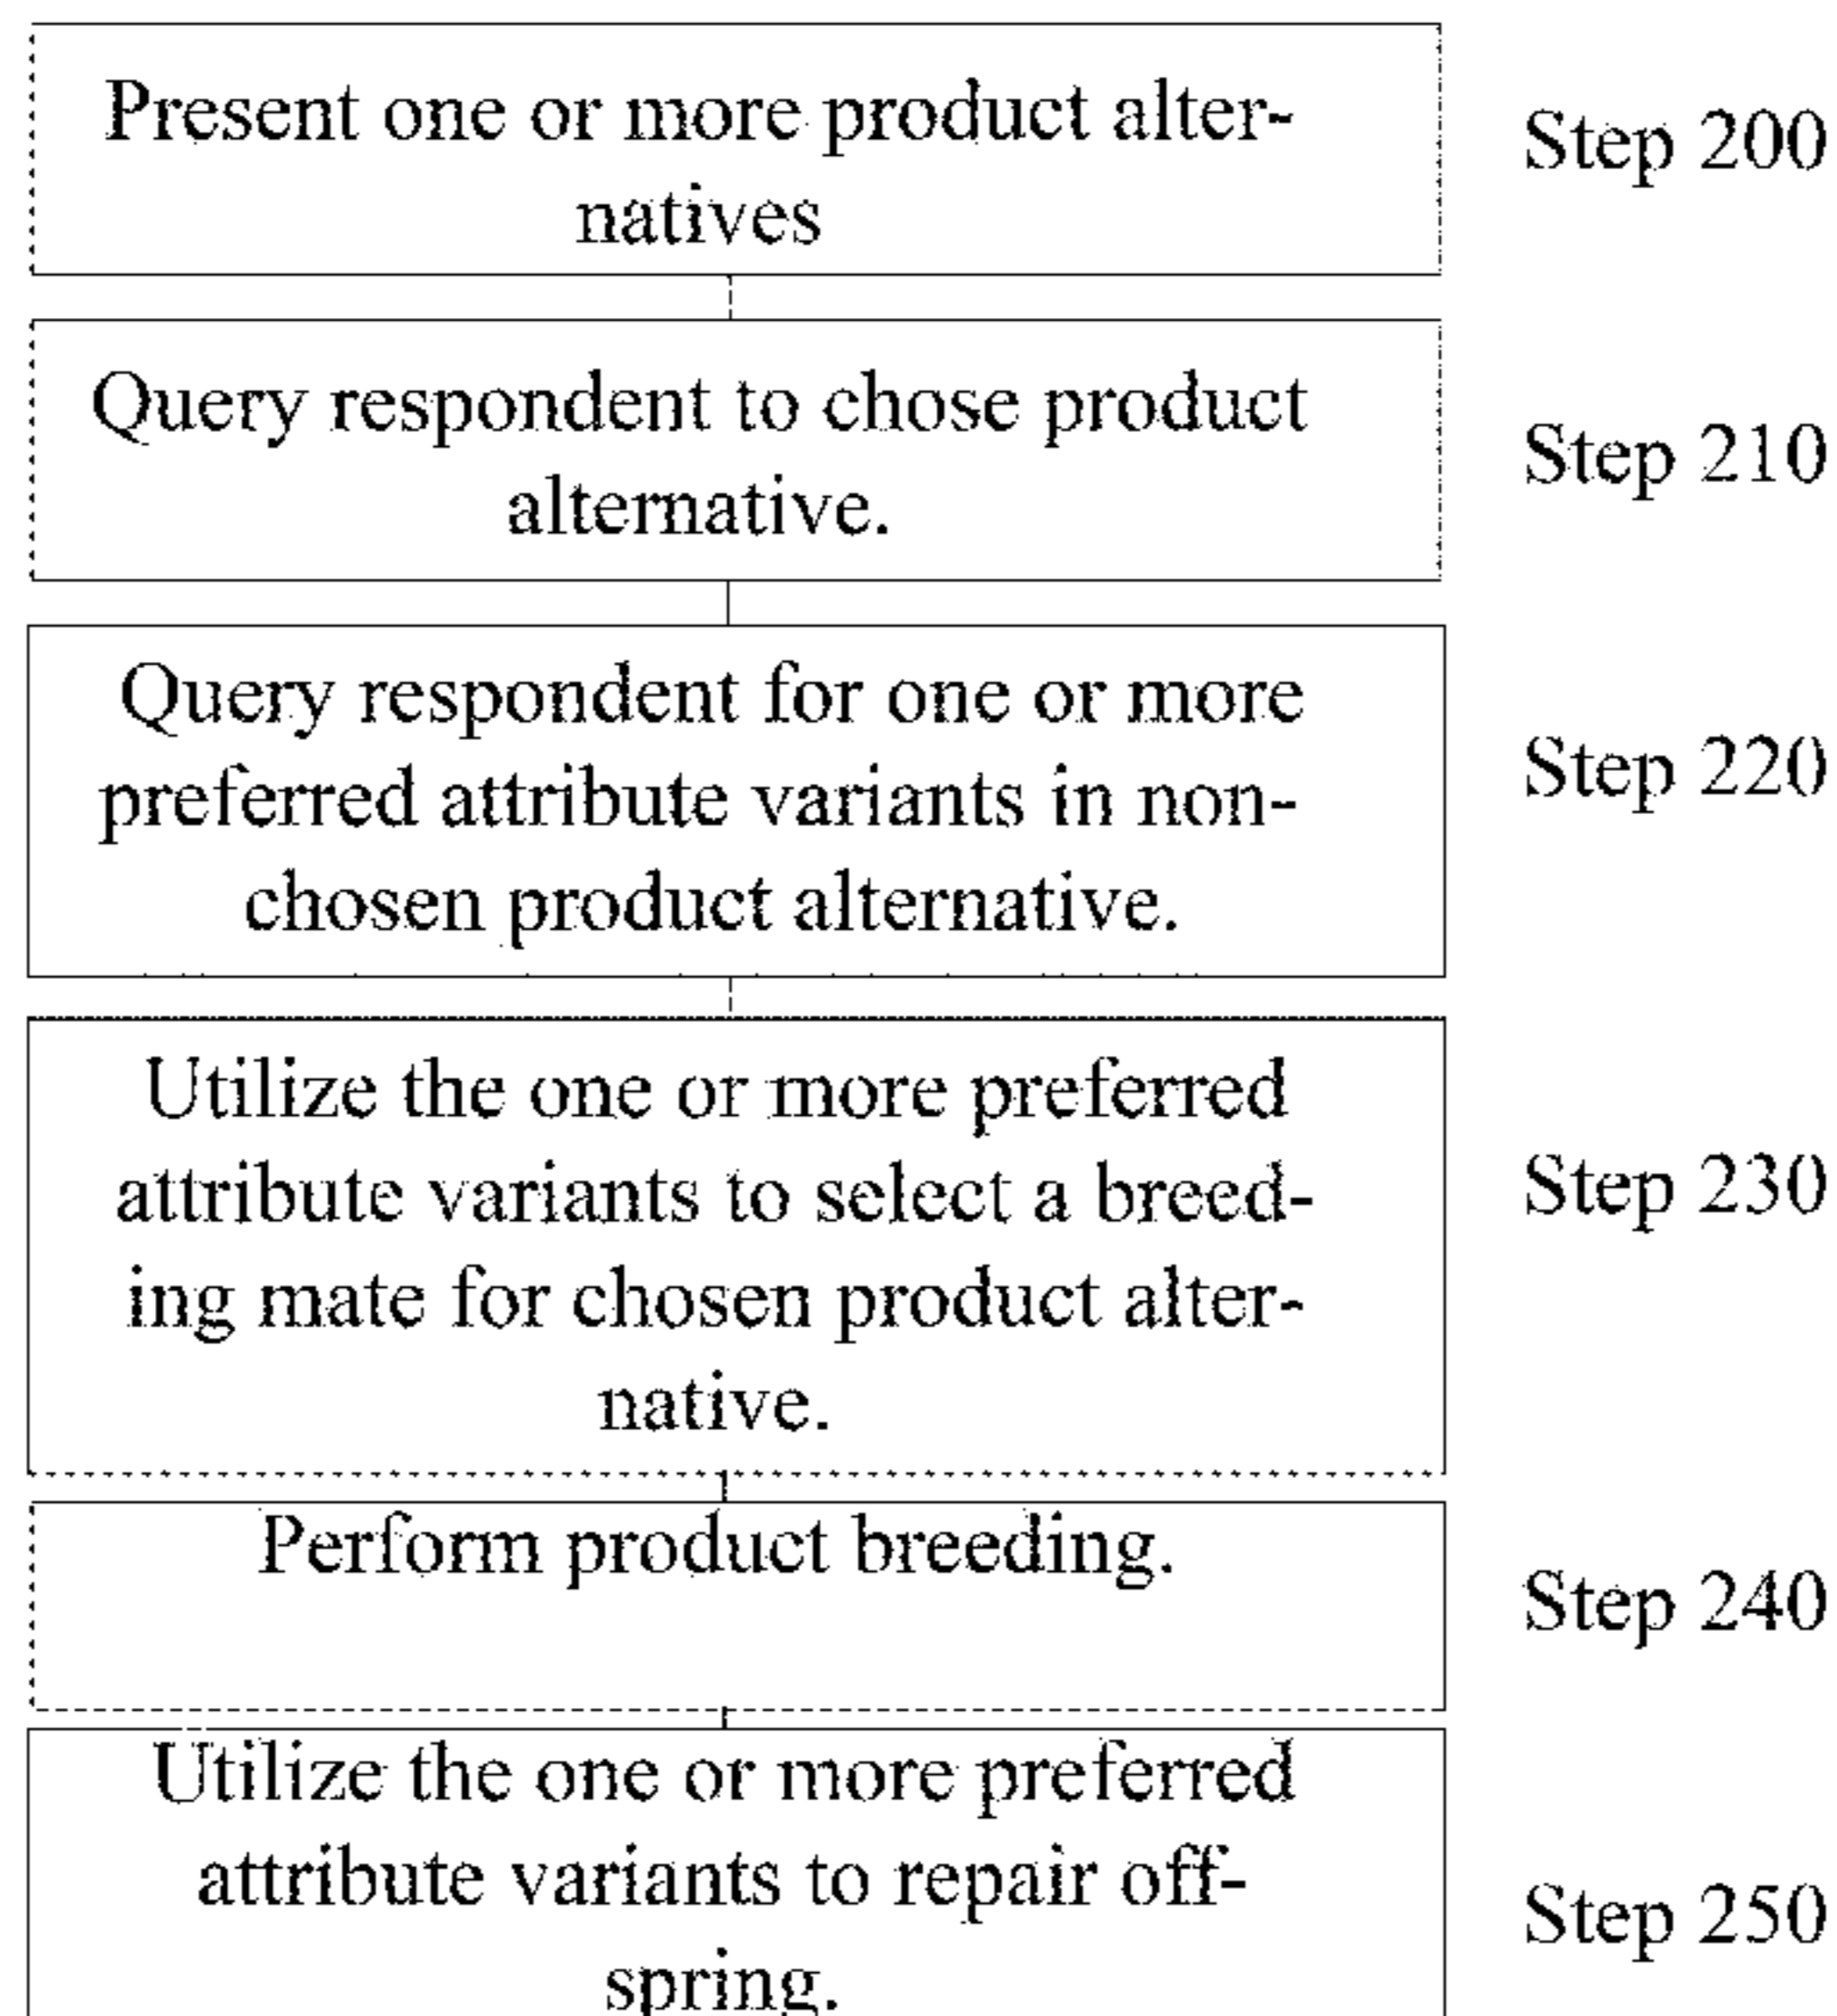 Present one or more product alter-
natives
Step 200
Query respondent to chose product
alternative.
Step 210
Query respondent for one or more
preferred attribute variants in non-
chosen product alternative.
Step 220
Utilize the one or more preferred
attribute variants to select a breed-
ing mate for chosen product alter-
native.
Step 230
Perform product breeding.
Step 240
Utilize the one or more preferred
attribute variants to repair off-
spring.
Step 250